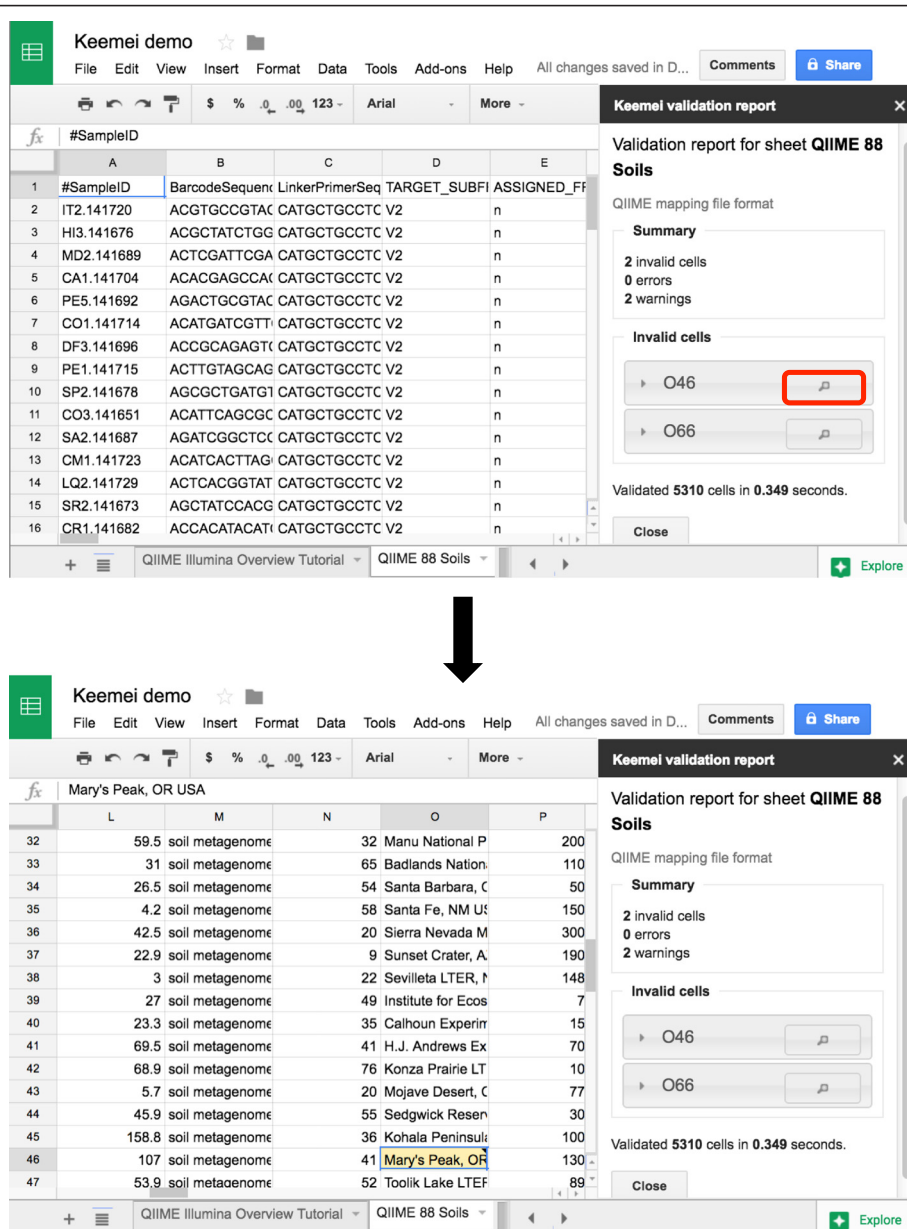 Keemei demo
File Edit View Insert Format Data Tools Add-ons Help All changes saved in D... Comments Share
$ % .0 .00 123 Arial More Keemei validation report ×
fx #SampleID
Validation report for sheet QIIME 88
Soils
A B C D E
1 #SampleID BarcodeSequenc LinkerPrimerSeq TARGET_SUBFI ASSIGNED_FF
2 IT2.141720 ACGTGCCGTAC CATGCTGCCTC V2 n
3 HI3.141676 ACGCTATCTGG CATGCTGCCTC V2 n
4 MD2.141689 ACTCGATTCGA CATGCTGCCTC V2 n
5 CA1.141704 ACACGAGCCAC CATGCTGCCTC V2 n
6 PE5.141692 AGACTGCGTAC CATGCTGCCTC V2 n
7 CO1.141714 ACATGATCGTT CATGCTGCCTC V2 n
8 DF3.141696 ACCGCAGAGT CATGCTGCCTC V2 n
9 PE1.141715 ACTTGTAGCAG CATGCTGCCTC V2 n
10 SP2.141678 AGCGCTGATGT CATGCTGCCTC V2 n
11 CO3.141651 ACATTCAGCGC CATGCTGCCTC V2 n
12 SA2.141687 AGATCGGCTCC CATGCTGCCTC V2 n
13 CM1.141723 ACATCACTTAG CATGCTGCCTC V2 n
14 LQ2.141729 ACTCACGGTAT CATGCTGCCTC V2 n
15 SR2.141673 AGCTATCCACG CATGCTGCCTC V2 n
16 CR1.141682 ACCACATACAT CATGCTGCCTC V2 n
QIIME mapping file format
Summary
2 invalid cells
0 errors
2 warnings
Invalid cells
O46
O66
Validated 5310 cells in 0.349 seconds.
Close
+ QIIME Illumina Overview Tutorial QIIME 88 Soils Explore
Keemei demo
File Edit View Insert Format Data Tools Add-ons Help All changes saved in D... Comments Share
$ % .0 .00 123 Arial More Keemei validation report ×
fx Mary's Peak, OR USA
Validation report for sheet QIIME 88
Soils
L M N O P
32 59.5 soil metagenome 32 Manu National P 200
33 31 soil metagenome 65 Badlands Nation 110
34 26.5 soil metagenome 54 Santa Barbara, C 50
35 4.2 soil metagenome 58 Santa Fe, NM US 150
36 42.5 soil metagenome 20 Sierra Nevada M 300
37 22.9 soil metagenome 9 Sunset Crater, A 190
38 3 soil metagenome 22 Sevilleta LTER, N 148
39 27 soil metagenome 49 Institute for Ecos 7
40 23.3 soil metagenome 35 Calhoun Experim 15
41 69.5 soil metagenome 41 H.J. Andrews Ex 70
42 68.9 soil metagenome 76 Konza Prairie LT 10
43 5.7 soil metagenome 20 Mojave Desert, C 77
44 45.9 soil metagenome 55 Sedgwick Reserv 30
45 158.8 soil metagenome 36 Kohala Peninsula 100
46 107 soil metagenome 41 Mary's Peak, OR 130
47 53.9 soil metagenome 52 Toolik Lake LTER 89
QIIME mapping file format
Summary
2 invalid cells
0 errors
2 warnings
Invalid cells
O46
O66
Validated 5310 cells in 0.349 seconds.
Close
+ QIIME Illumina Overview Tutorial QIIME 88 Soils Explore